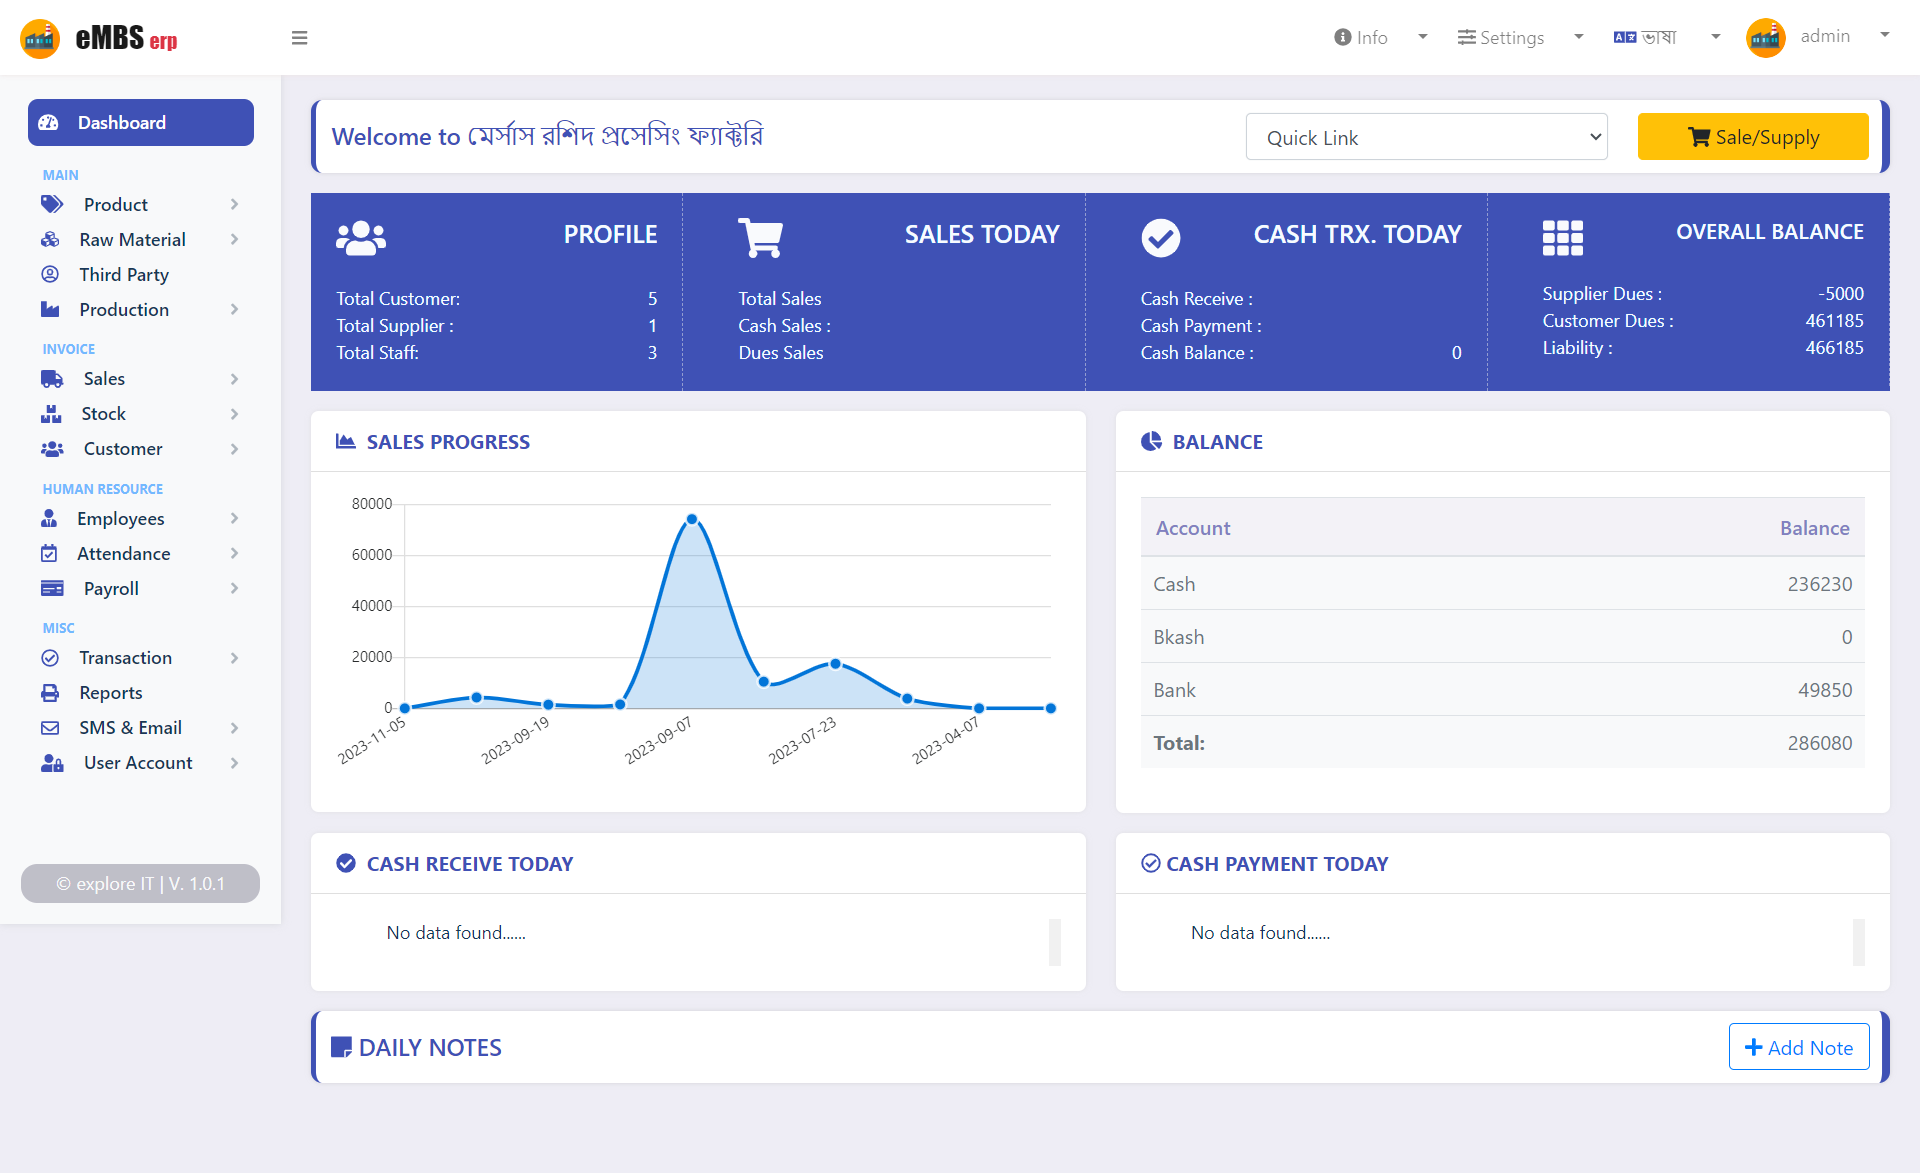 eMBS erp
Info
Settings
ভাষা
admin
Dashboard
MAIN
Product
Raw Material
Third Party
Production
INVOICE
Sales
Stock
Customer
HUMAN RESOURCE
Employees
Attendance
Payroll
MISC
Transaction
Reports
SMS & Email
User Account
© explore IT | V. 1.0.1
Welcome to মের্সাস রশিদ প্রসেসিং ফ্যাক্টরি
Quick Link
Sale/Supply
PROFILE
Total Customer: 5
Total Supplier : 1
Total Staff: 3
SALES TODAY
Total Sales
Cash Sales :
Dues Sales
CASH TRX. TODAY
Cash Receive :
Cash Payment :
Cash Balance : 0
OVERALL BALANCE
Supplier Dues : -5000
Customer Dues : 461185
Liability : 466185
SALES PROGRESS
80000
60000
40000
20000
0
2023-11-05
2023-09-19
2023-09-07
2023-07-23
2023-04-07
BALANCE
Account Balance
Cash 236230
Bkash 0
Bank 49850
Total: 286080
CASH RECEIVE TODAY
No data found......
CASH PAYMENT TODAY
No data found......
DAILY NOTES
Add Note